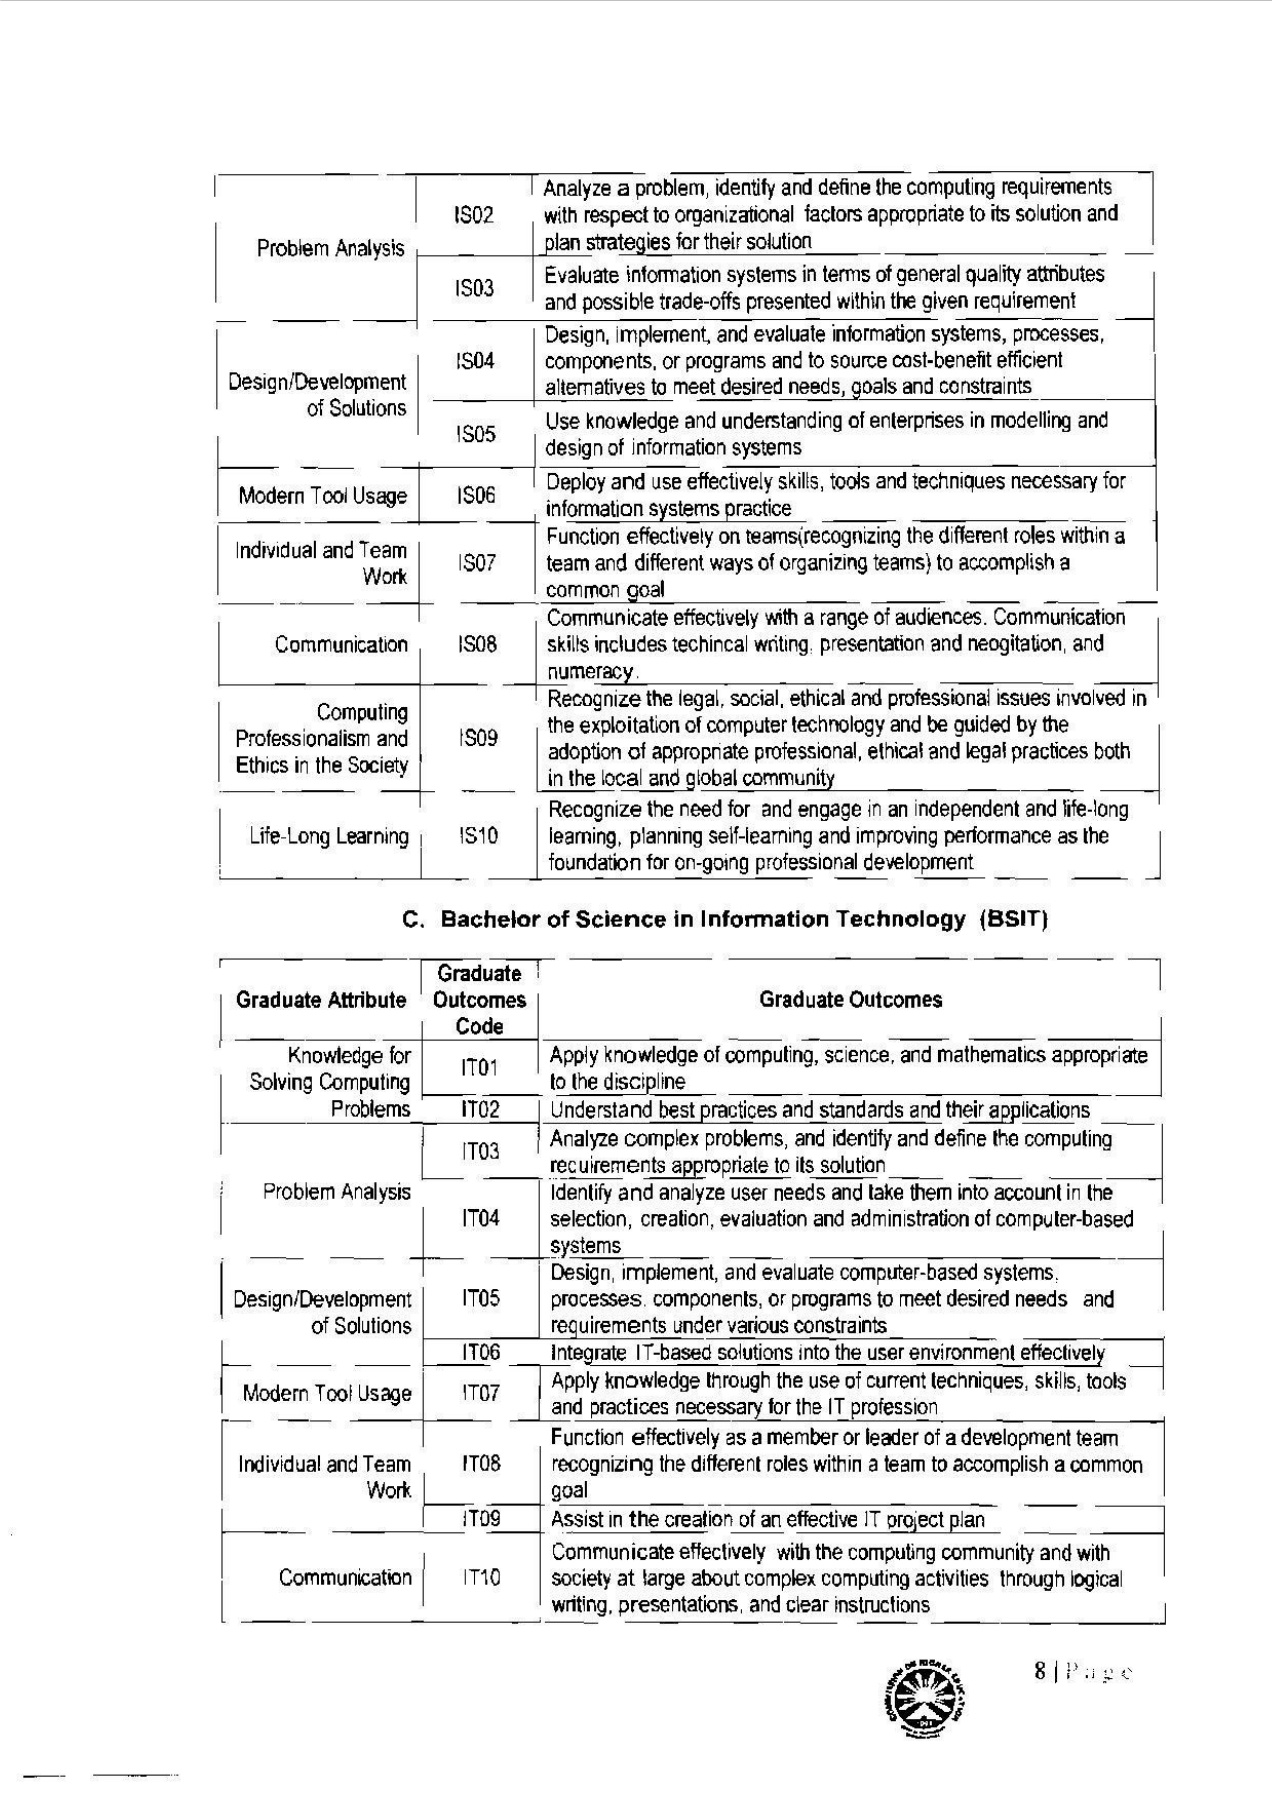 Problem Analysis
IS02
Analyze a problem, identify and define the computing requirements
with respect to organizational factors appropriate to its solution and
plan strategies for their solution
IS03
Evaluate information systems in terms of general quality attributes
and possible trade-offs presented within the given requirement
Design/Development
of Solutions
IS04
Design, implement, and evaluate information systems, processes,
components, or programs and to source cost-benefit efficient
alternatives to meet desired needs, goals and constraints
IS05
Use knowledge and understanding of enterprises in modelling and
design of information systems
Modern Tool Usage
IS06
Deploy and use effectively skills, tools and techniques necessary for
information systems practice
Individual and Team
Work
IS07
Function effectively on teams(recognizing the different roles within a
team and different ways of organizing teams) to accomplish a
common goal
Communication
IS08
Communicate effectively with a range of audiences. Communication
skills includes techincal writing, presentation and neogitation, and
numeracy.
Computing
Professionalism and
Ethics in the Society
IS09
Recognize the legal, social, ethical and professional issues involved in
the exploitation of computer technology and be guided by the
adoption of appropriate professional, ethical and legal practices both
in the local and global community
Life-Long Learning
IS10
Recognize the need for and engage in an independent and life-long
learning, planning self-learning and improving performance as the
foundation for on-going professional development
C. Bachelor of Science in Information Technology (BSIT)
Graduate Attribute
Graduate
Outcomes
Code
Graduate Outcomes
Knowledge for
Solving Computing
Problems
IT01
Apply knowledge of computing, science, and mathematics appropriate
to the discipline
IT02
Understand best practices and standards and their applications
Problem Analysis
IT03
Analyze complex problems, and identify and define the computing
requirements appropriate to its solution
IT04
Identify and analyze user needs and take them into account in the
selection, creation, evaluation and administration of computer-based
systems
Design/Development
of Solutions
IT05
Design, implement, and evaluate computer-based systems,
processes, components, or programs to meet desired needs and
requirements under various constraints
IT06
Integrate IT-based solutions into the user environment effectively
Modern Tool Usage
IT07
Apply knowledge through the use of current techniques, skills, tools
and practices necessary for the IT profession
Individual and Team
Work
IT08
Function effectively as a member or leader of a development team
recognizing the different roles within a team to accomplish a common
goal
IT09
Assist in the creation of an effective IT project plan
Communication
IT10
Communicate effectively with the computing community and with
society at large about complex computing activities through logical
writing, presentations, and clear instructions
8 | Page